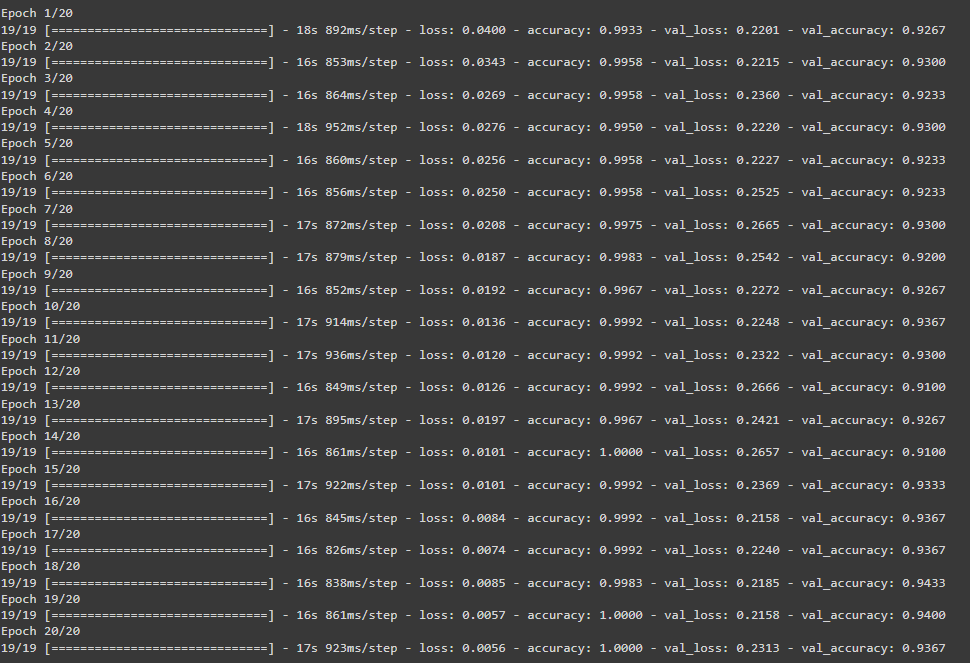 Epoch 1/20
19/19 [==============================] - 18s 892ms/step - loss: 0.0400 - accuracy: 0.9933 - val_loss: 0.2201 - val_accuracy: 0.9267
Epoch 2/20
19/19 [==============================] - 16s 853ms/step - loss: 0.0343 - accuracy: 0.9958 - val_loss: 0.2215 - val_accuracy: 0.9300
Epoch 3/20
19/19 [==============================] - 16s 864ms/step - loss: 0.0269 - accuracy: 0.9958 - val_loss: 0.2360 - val_accuracy: 0.9233
Epoch 4/20
19/19 [==============================] - 18s 952ms/step - loss: 0.0276 - accuracy: 0.9950 - val_loss: 0.2220 - val_accuracy: 0.9300
Epoch 5/20
19/19 [==============================] - 16s 860ms/step - loss: 0.0256 - accuracy: 0.9958 - val_loss: 0.2227 - val_accuracy: 0.9233
Epoch 6/20
19/19 [==============================] - 16s 856ms/step - loss: 0.0250 - accuracy: 0.9958 - val_loss: 0.2525 - val_accuracy: 0.9233
Epoch 7/20
19/19 [==============================] - 17s 872ms/step - loss: 0.0208 - accuracy: 0.9975 - val_loss: 0.2665 - val_accuracy: 0.9300
Epoch 8/20
19/19 [==============================] - 17s 879ms/step - loss: 0.0187 - accuracy: 0.9983 - val_loss: 0.2542 - val_accuracy: 0.9200
Epoch 9/20
19/19 [==============================] - 16s 852ms/step - loss: 0.0192 - accuracy: 0.9967 - val_loss: 0.2272 - val_accuracy: 0.9267
Epoch 10/20
19/19 [==============================] - 17s 914ms/step - loss: 0.0136 - accuracy: 0.9992 - val_loss: 0.2248 - val_accuracy: 0.9367
Epoch 11/20
19/19 [==============================] - 17s 936ms/step - loss: 0.0120 - accuracy: 0.9992 - val_loss: 0.2322 - val_accuracy: 0.9300
Epoch 12/20
19/19 [==============================] - 16s 849ms/step - loss: 0.0126 - accuracy: 0.9992 - val_loss: 0.2666 - val_accuracy: 0.9100
Epoch 13/20
19/19 [==============================] - 17s 895ms/step - loss: 0.0197 - accuracy: 0.9967 - val_loss: 0.2421 - val_accuracy: 0.9267
Epoch 14/20
19/19 [==============================] - 16s 861ms/step - loss: 0.0101 - accuracy: 1.0000 - val_loss: 0.2657 - val_accuracy: 0.9100
Epoch 15/20
19/19 [==============================] - 17s 922ms/step - loss: 0.0101 - accuracy: 0.9992 - val_loss: 0.2369 - val_accuracy: 0.9333
Epoch 16/20
19/19 [==============================] - 16s 845ms/step - loss: 0.0084 - accuracy: 0.9992 - val_loss: 0.2158 - val_accuracy: 0.9367
Epoch 17/20
19/19 [==============================] - 16s 826ms/step - loss: 0.0074 - accuracy: 0.9992 - val_loss: 0.2240 - val_accuracy: 0.9367
Epoch 18/20
19/19 [==============================] - 16s 838ms/step - loss: 0.0085 - accuracy: 0.9983 - val_loss: 0.2185 - val_accuracy: 0.9433
Epoch 19/20
19/19 [==============================] - 16s 861ms/step - loss: 0.0057 - accuracy: 1.0000 - val_loss: 0.2158 - val_accuracy: 0.9400
Epoch 20/20
19/19 [==============================] - 17s 923ms/step - loss: 0.0056 - accuracy: 1.0000 - val_loss: 0.2313 - val_accuracy: 0.9367